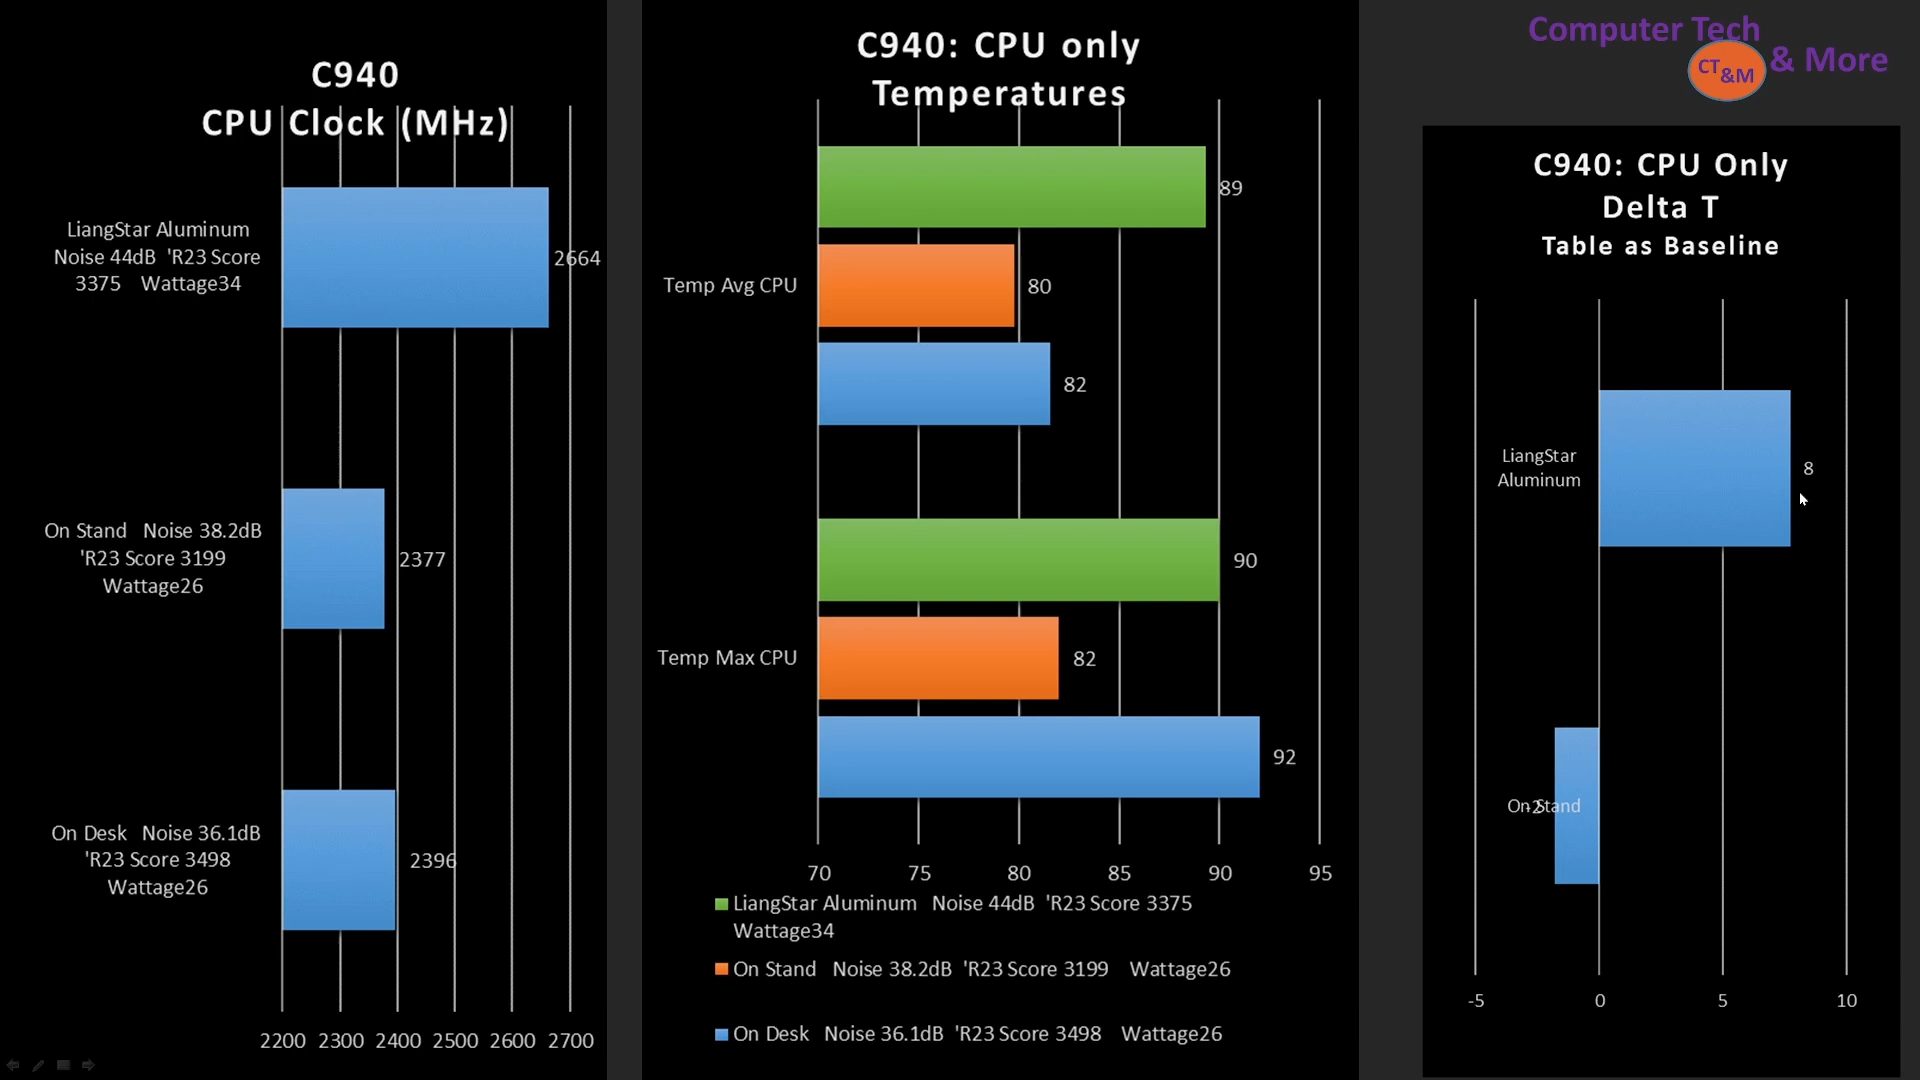 C940
CPU Clock (MHz)
LiangStar Aluminum
Noise 44dB 'R23 Score
3375 Wattage34
2664
On Stand Noise 38.2dB
'R23 Score 3199
Wattage26
2377
On Desk Noise 36.1dB
'R23 Score 3498
Wattage26
2396
2200 2300 2400 2500 2600 2700
C940: CPU only
Temperatures
89
Temp Avg CPU
80
82
90
Temp Max CPU
82
92
70 75 80 85 90 95
LiangStar Aluminum Noise 44dB 'R23 Score 3375
Wattage34
On Stand Noise 38.2dB 'R23 Score 3199 Wattage26
On Desk Noise 36.1dB 'R23 Score 3498 Wattage26
Computer Tech
& More
CT
&M
C940: CPU Only
Delta T
Table as Baseline
LiangStar
Aluminum
8
On Stand
-2
-5 0 5 10